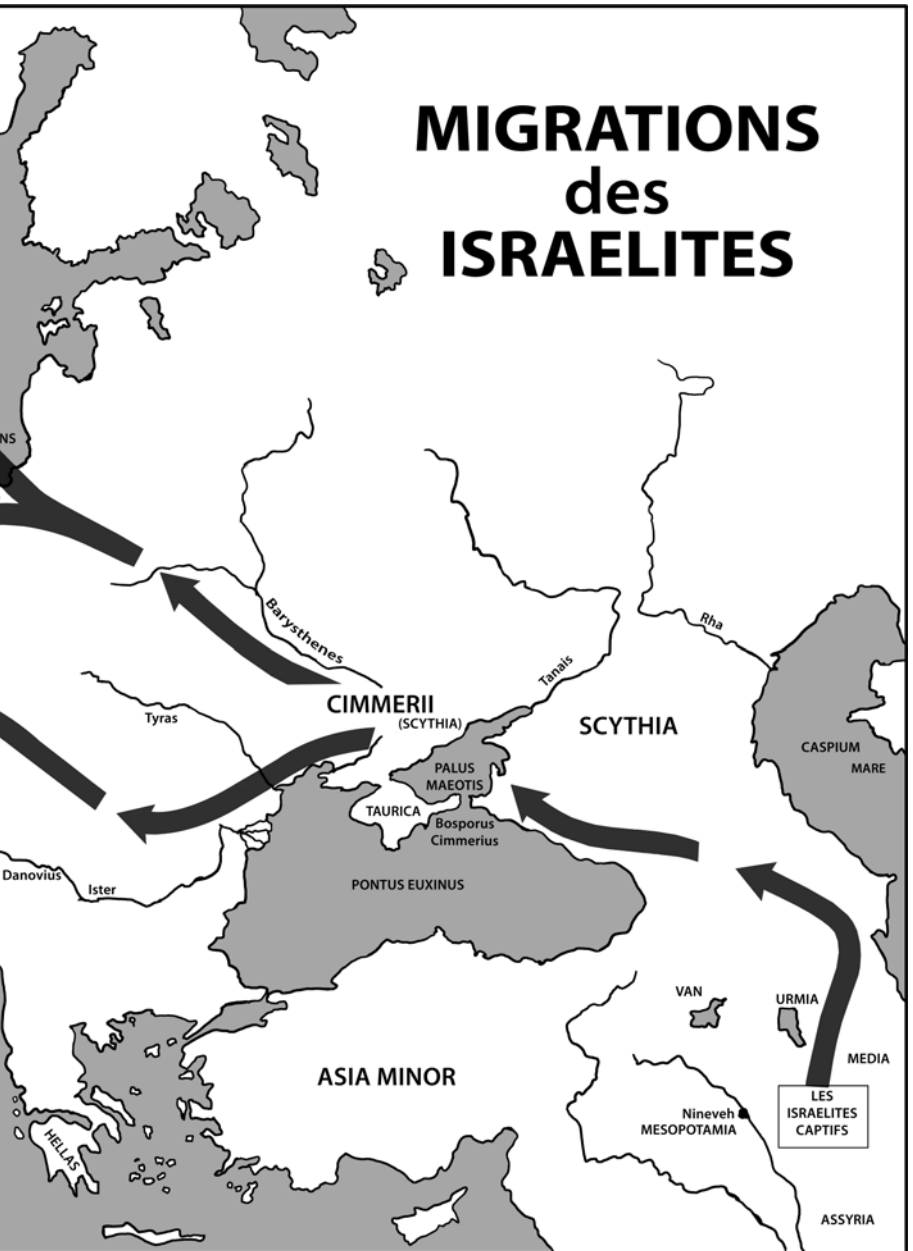 MIGRATIONS
des
ISRAELITES
NS
Barysthenes
Rha
Tanais
CIMMERII
(SCYTHIA)
Tyras
SCYTHIA
CASPIUM
MARE
PALUS
MAEOTIS
TAURICA
Bosporus
Cimmerius
Danovius
Ister
PONTUS EUXINUS
VAN
URMIA
MEDIA
ASIA MINOR
LES
ISRAELITES
CAPTIFS
Nineveh
MESOPOTAMIA
HELLAS
ASSYRIA